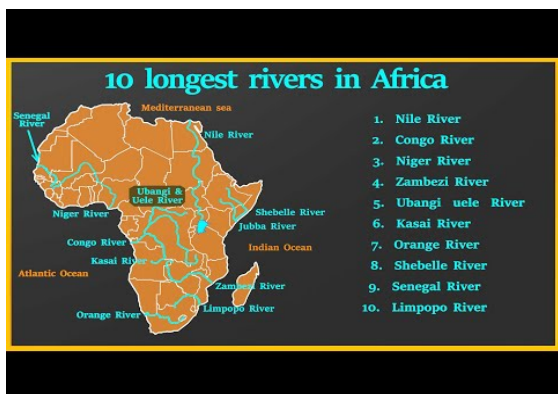 10 longest rivers in Africa
Mediterranean sea
Senegal
River
Nile River
Ubangi &
Uele River
Niger River
Shebelle River
Jubba River
Congo River
Indian Ocean
Kasai River
Atlantic Ocean
Zambezi River
Limpopo River
Orange River
1. Nile River
2. Congo River
3. Niger River
4. Zambezi River
5. Ubangi uele River
6. Kasai River
7. Orange River
8. Shebelle River
9. Senegal River
10. Limpopo River